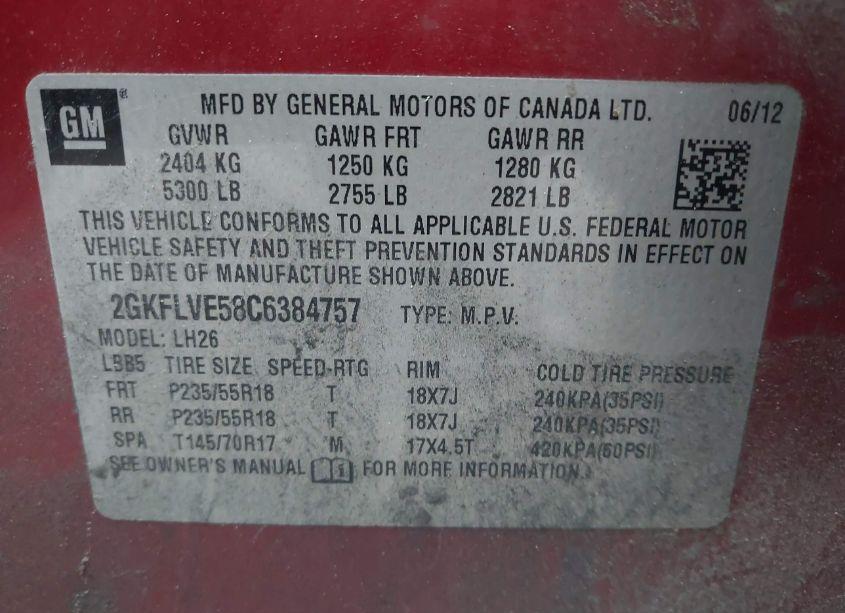 GM® MFD BY GENERAL MOTORS OF CANADA LTD. 06/12
GVWR GAWR FRT GAWR RR
2404 KG 1250 KG 1280 KG
5300 LB 2755 LB 2821 LB
THIS VEHICLE CONFORMS TO ALL APPLICABLE U.S. FEDERAL MOTOR
VEHICLE SAFETY AND THEFT PREVENTION STANDARDS IN EFFECT ON
THE DATE OF MANUFACTURE SHOWN ABOVE.
2GKFLVE58C6384757 TYPE: M.P.V.
MODEL: LH26
TIRE SIZE SPEED-RTG RIM COLD TIRE PRESSURE
FRT P235/55R18 T 18X7J 240KPA(35PSI)
RR P235/55R18 T 18X7J 240KPA(35PSI)
SPA T145/70R17 M 17X4.5T 420KPA(60PSI)
SEE OWNER'S MANUAL FOR MORE INFORMATION.